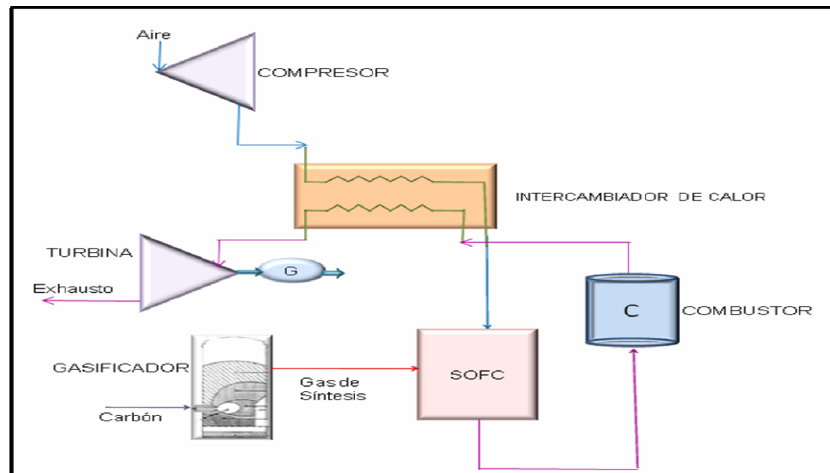 Aire
COMPRESOR
INTERCAMBIADOR DE CALOR
TURBINA
G
Exhausto
C
COMBUSTOR
GASIFICADOR
SOFC
Gas de
Síntesis
Carbón